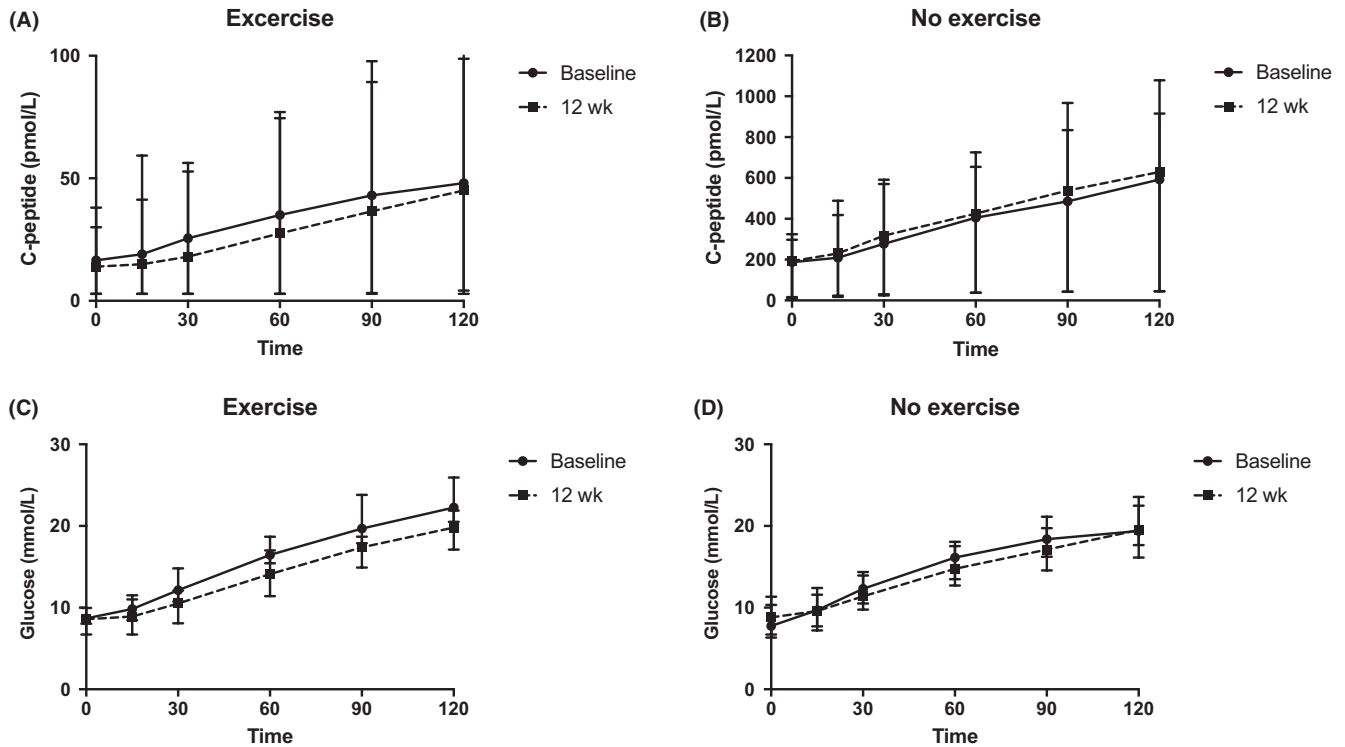 (A)
Excercise
C-peptide (pmol/L)
100
50
0
0 30 60 90 120
Time
Baseline
12 wk
(B)
No exercise
C-peptide (pmol/L)
1200
1000
800
600
400
200
0
0 30 60 90 120
Time
Baseline
12 wk
(C)
Exercise
Glucose (mmol/L)
30
20
10
0
0 30 60 90 120
Time
Baseline
12 wk
(D)
No exercise
Glucose (mmol/L)
30
20
10
0
0 30 60 90 120
Time
Baseline
12 wk